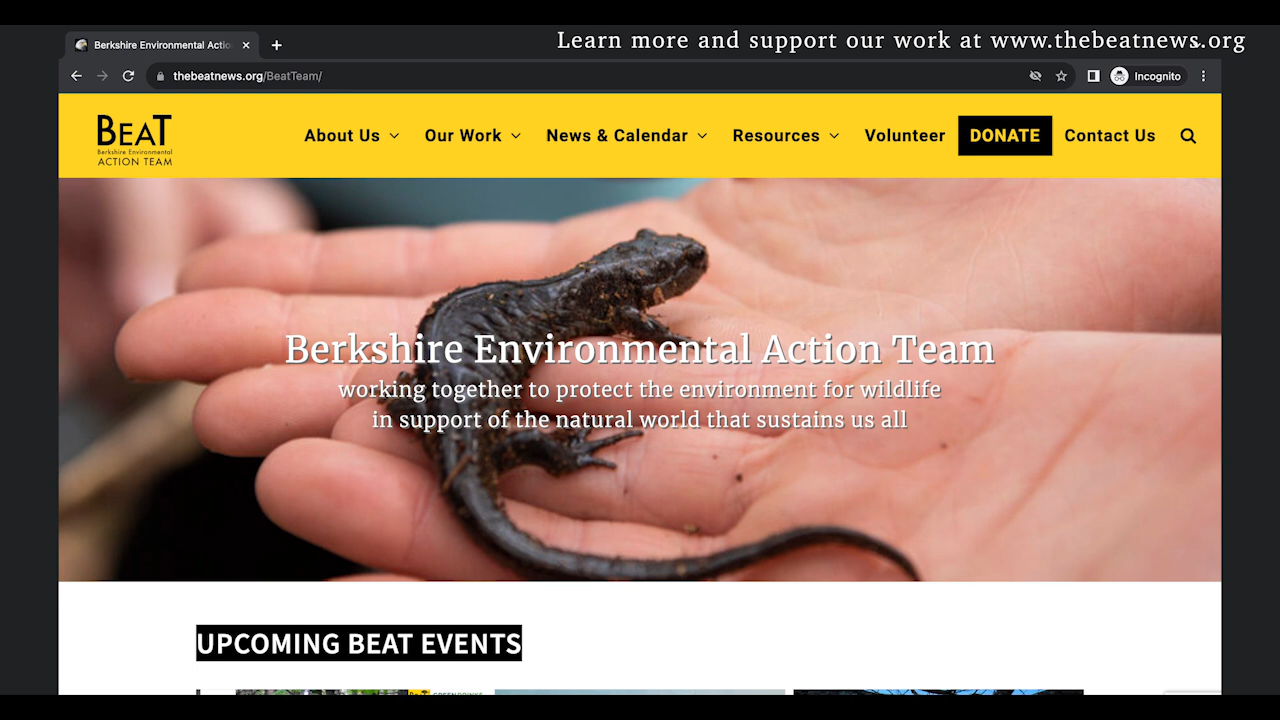 Berkshire Environmental Actio
Learn more and support our work at www.thebeatnews.org
thebeatnews.org/BeatTeam/
Incognito
BEAT
Berkshire Environmental
ACTION TEAM
About Us
Our Work
News & Calendar
Resources
Volunteer
DONATE
Contact Us
Berkshire Environmental Action Team
working together to protect the environment for wildlife
in support of the natural world that sustains us all
UPCOMING BEAT EVENTS